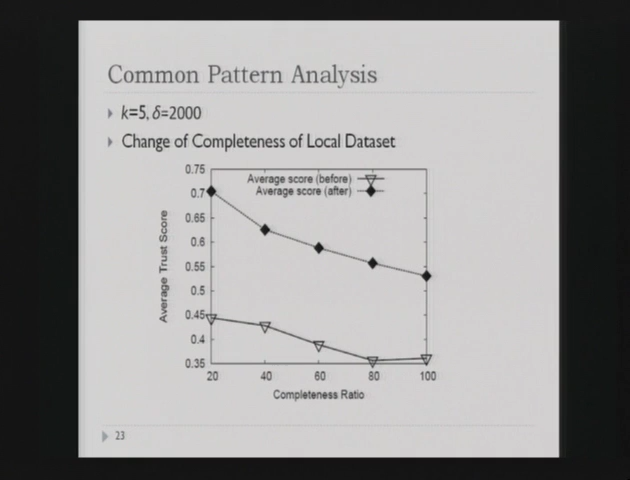 Common Pattern Analysis
k=5, δ=2000
Change of Completeness of Local Dataset
0.75
0.7
0.65
0.6
0.55
0.5
0.45
0.4
0.35
Average score (before)
Average score (after)
Average Trust Score
20 40 60 80 100
Completeness Ratio
23